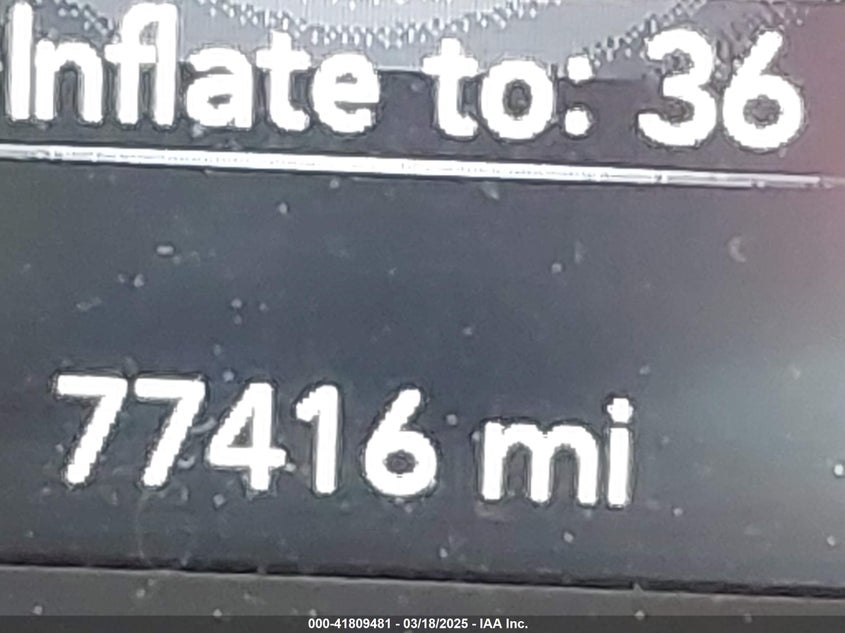 Inflate to: 36
77416 mi
000-41809481 - 03/18/2025 - IAA Inc.